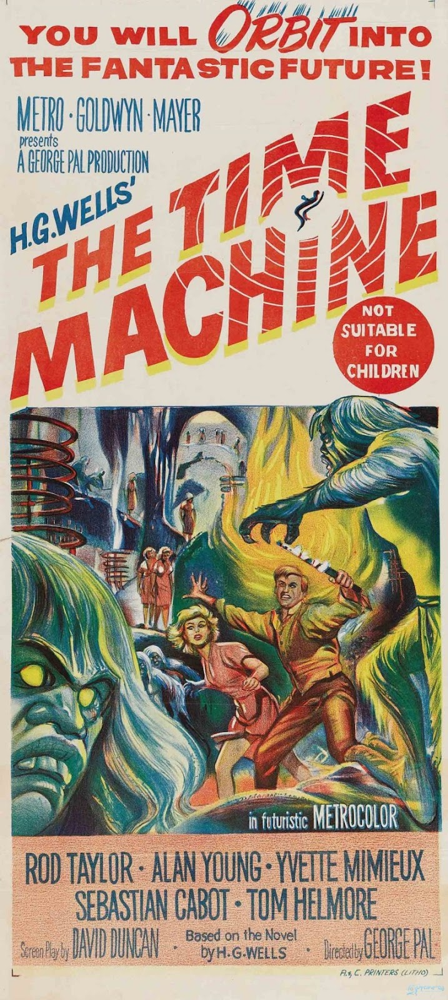 YOU WILL ORBIT INTO
THE FANTASTIC FUTURE!
METRO · GOLDWYN · MAYER
presents
A GEORGE PAL PRODUCTION
H.G. WELLS'
THE TIME
MACHINE
NOT
SUITABLE
FOR
CHILDREN
in futuristic METROCOLOR
ROD TAYLOR · ALAN YOUNG · YVETTE MIMIEUX
SEBASTIAN CABOT · TOM HELMORE
Screen Play by DAVID DUNCAN · Based on the Novel by H.G. WELLS · Directed by GEORGE PAL
A. & C. PRINTERS (LITHO)